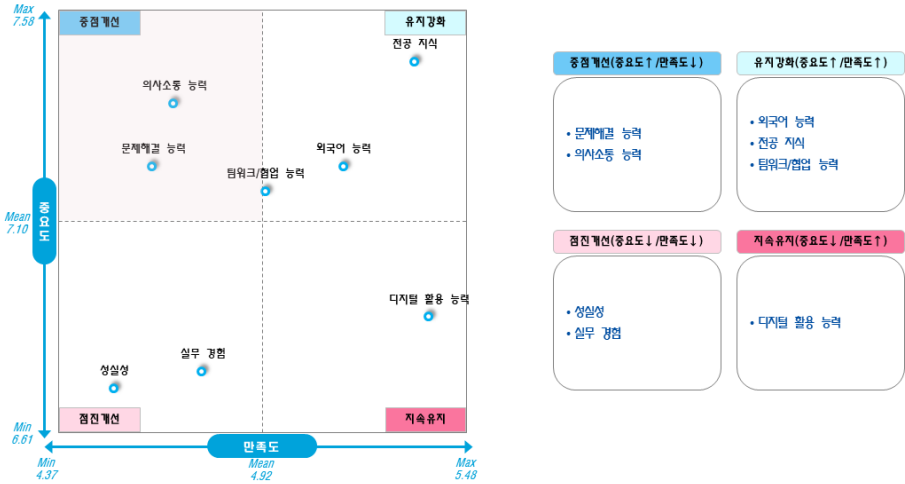 Max
7.58
중점개선
유지강화
전공 지식
의사소통 능력
문제해결 능력
외국어 능력
팀워크/협업 능력
중요도
Mean
7.10
디지털 활용 능력
실무 경험
성실성
점진개선
지속유지
Min
6.61
만족도
Min
4.37
Mean
4.92
Max
5.48
중점개선(중요도↑/만족도↓)
• 문제해결 능력
• 의사소통 능력
유지강화(중요도↑/만족도↑)
• 외국어 능력
• 전공 지식
• 팀워크/협업 능력
점진개선(중요도↓/만족도↓)
• 성실성
• 실무 경험
지속유지(중요도↓/만족도↑)
• 디지털 활용 능력